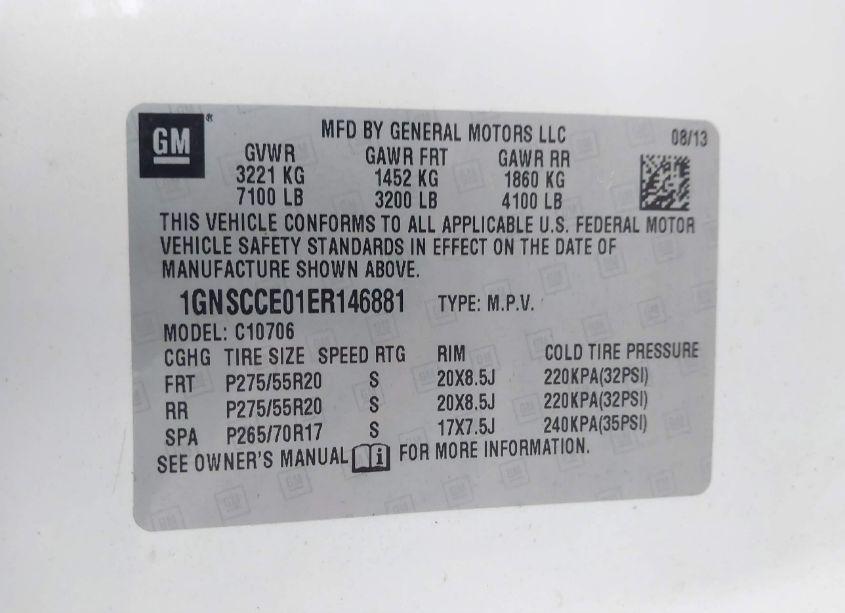 GM®
MFD BY GENERAL MOTORS LLC 08/13
GVWR GAWR FRT GAWR RR
3221 KG 1452 KG 1860 KG
7100 LB 3200 LB 4100 LB
THIS VEHICLE CONFORMS TO ALL APPLICABLE U.S. FEDERAL MOTOR
VEHICLE SAFETY STANDARDS IN EFFECT ON THE DATE OF
MANUFACTURE SHOWN ABOVE.
1GNSCCE01ER146881 TYPE: M.P.V.
MODEL: C10706
CGHG TIRE SIZE SPEED RTG RIM COLD TIRE PRESSURE
FRT P275/55R20 S 20X8.5J 220KPA(32PSI)
RR P275/55R20 S 20X8.5J 220KPA(32PSI)
SPA P265/70R17 S 17X7.5J 240KPA(35PSI)
SEE OWNER'S MANUAL i FOR MORE INFORMATION.